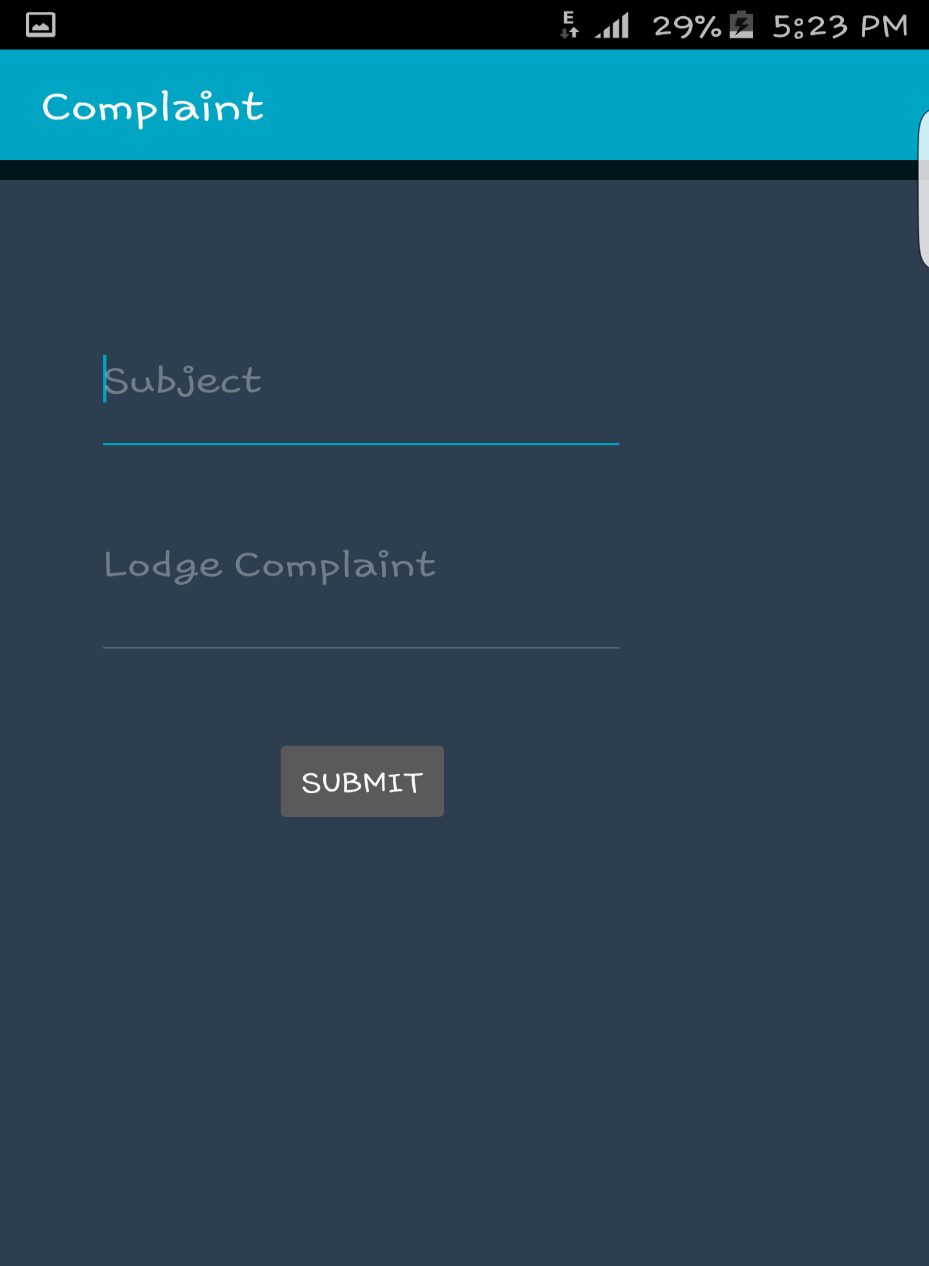 E 29% 5:23 PM
Complaint
Subject
Lodge Complaint
SUBMIT